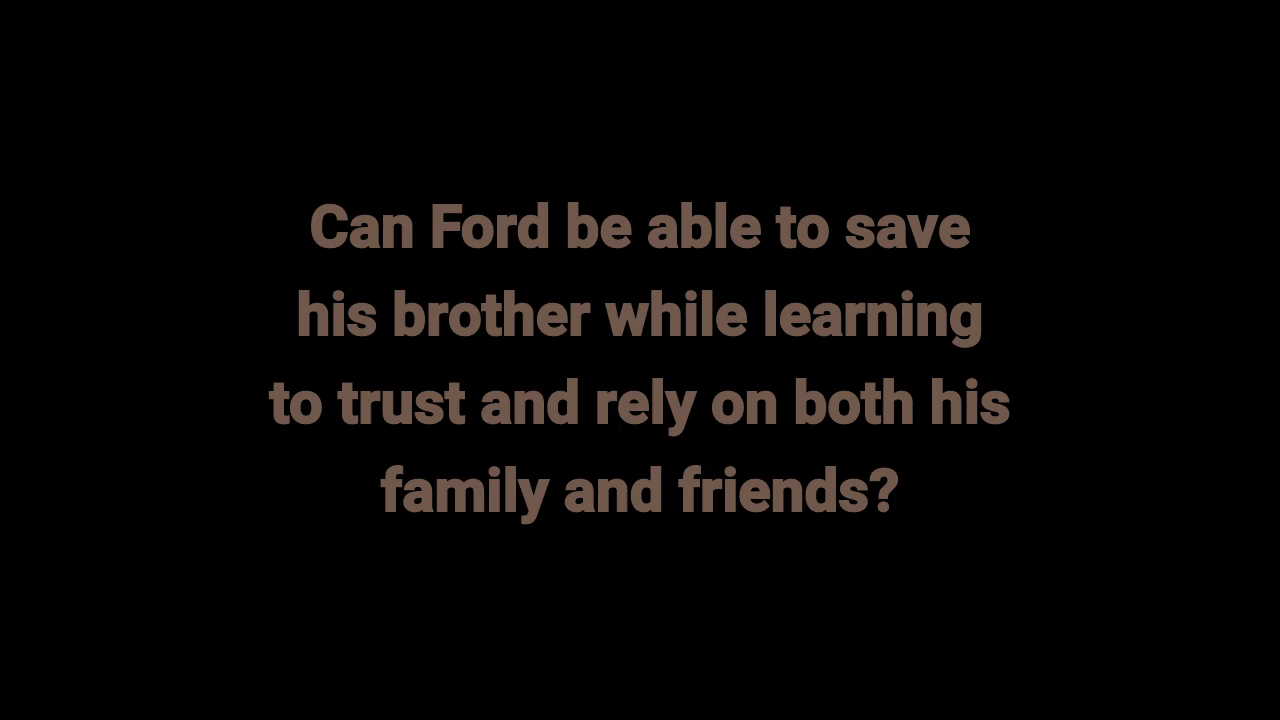 Can Ford be able to save
his brother while learning
to trust and rely on both his
family and friends?